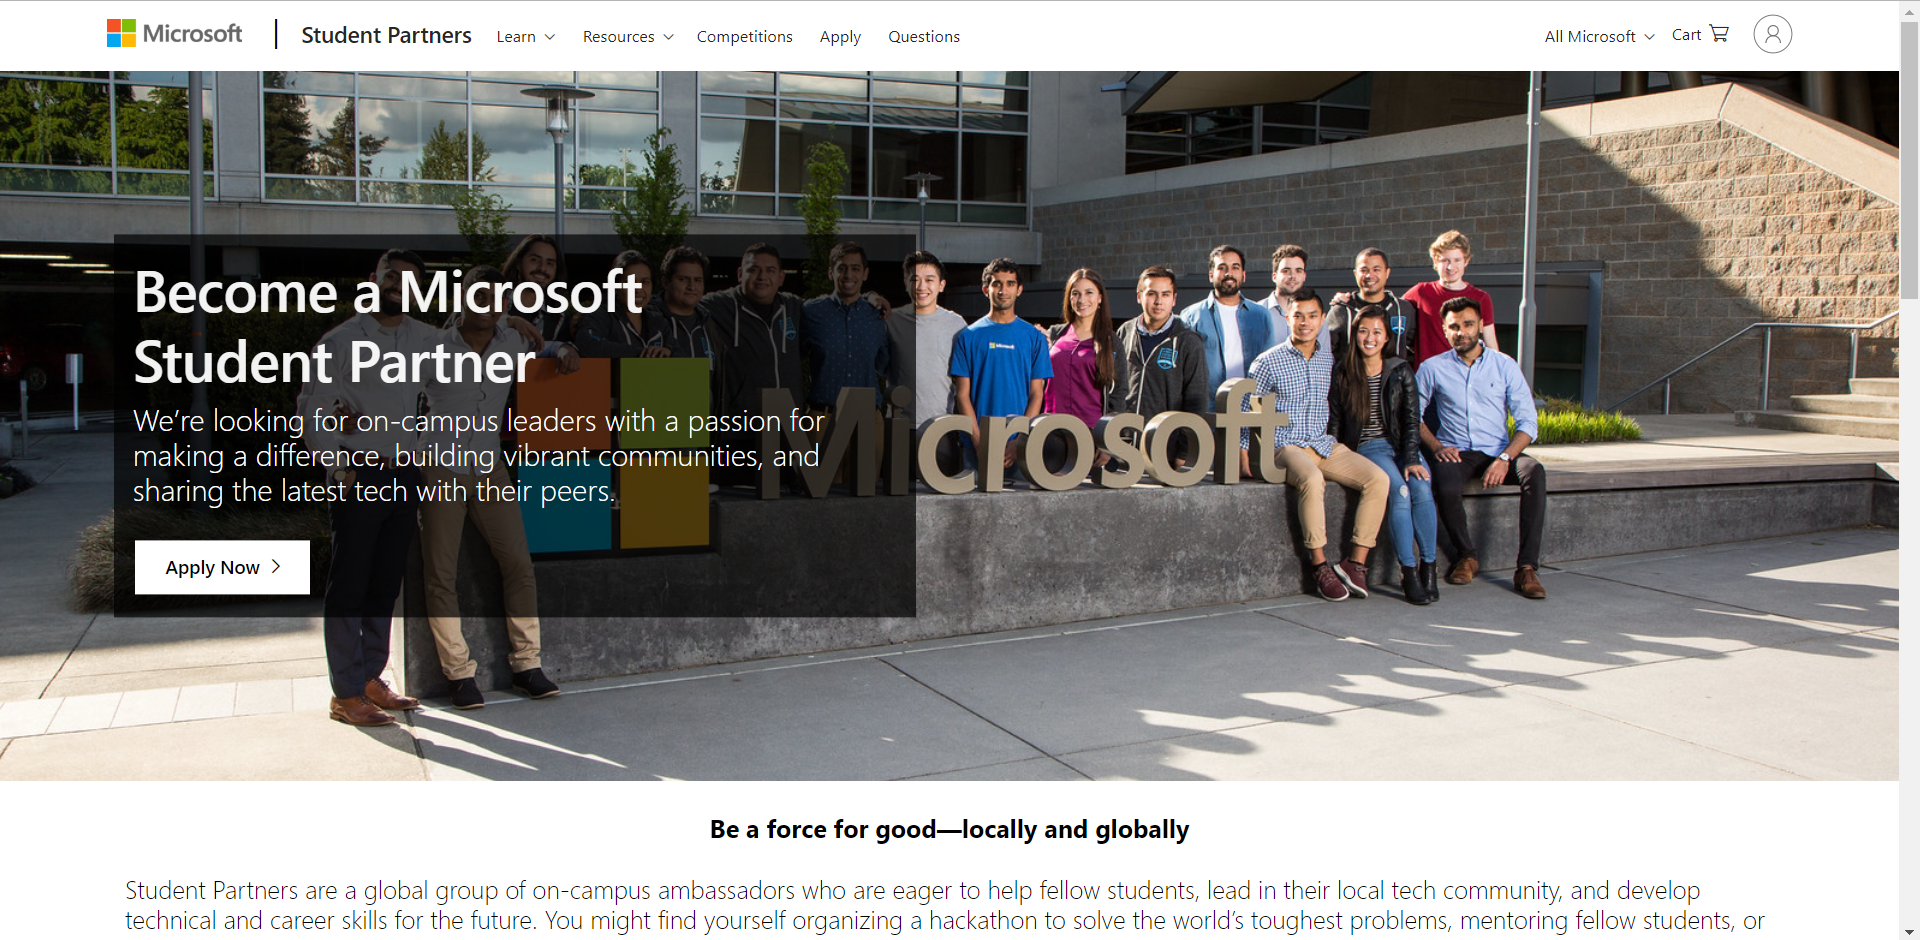 Microsoft
Student Partners
Learn
Resources
Competitions
Apply
Questions
All Microsoft
Cart
Become a Microsoft
Student Partner
We’re looking for on-campus leaders with a passion for
making a difference, building vibrant communities, and
sharing the latest tech with their peers.
Apply Now
Microsoft
Microsoft
Be a force for good—locally and globally
Student Partners are a global group of on-campus ambassadors who are eager to help fellow students, lead in their local tech community, and develop
technical and career skills for the future. You might find yourself organizing a hackathon to solve the world’s toughest problems, mentoring fellow students, or